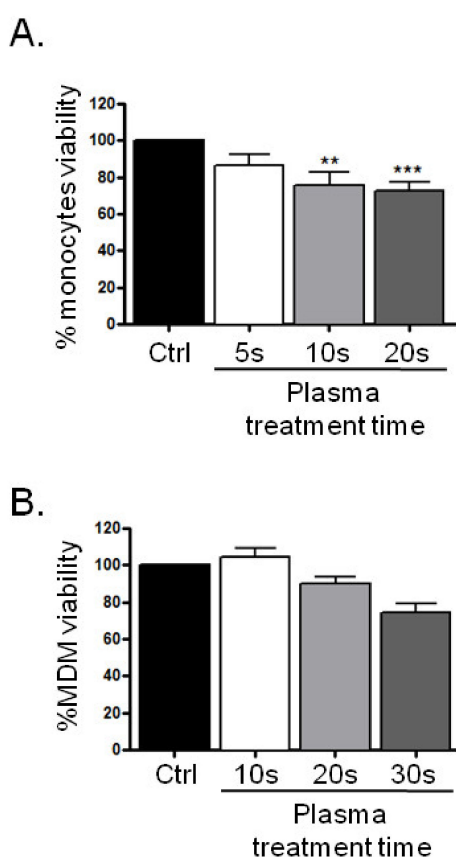 A.
% monocytes viability
120
100
80
60
40
20
0
**
***
Ctrl 5s 10s 20s
Plasma
treatment time
B.
%MDM viability
120
100
80
60
40
20
0
Ctrl 10s 20s 30s
Plasma
treatment time